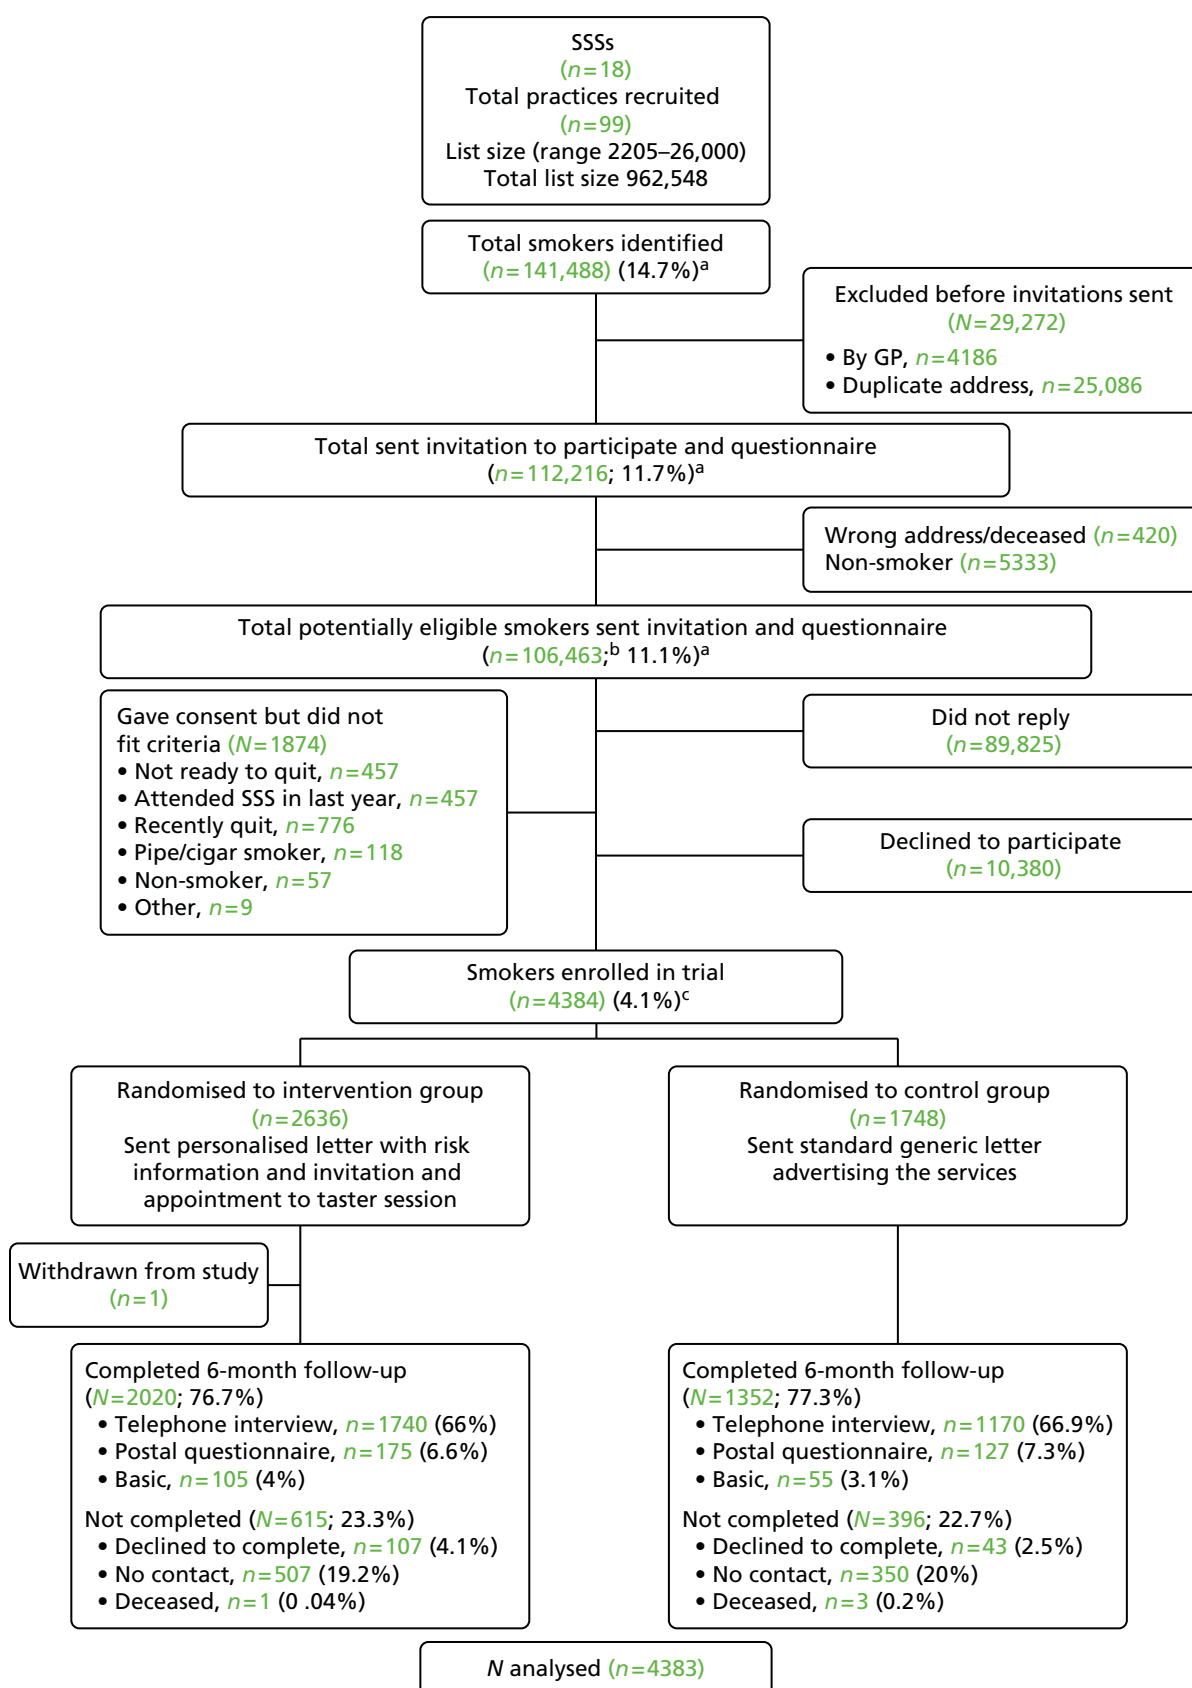 SSSs
(n=18)
Total practices recruited
(n=99)
List size (range 2205–26,000)
Total list size 962,548
Total smokers identified
(n=141,488) (14.7%)a
Excluded before invitations sent
(N=29,272)
• By GP, n=4186
• Duplicate address, n=25,086
Total sent invitation to participate and questionnaire
(n=112,216; 11.7%)a
Wrong address/deceased (n=420)
Non-smoker (n=5333)
Total potentially eligible smokers sent invitation and questionnaire
(n=106,463;b 11.1%)a
Gave consent but did not
fit criteria (N=1874)
• Not ready to quit, n=457
• Attended SSS in last year, n=457
• Recently quit, n=776
• Pipe/cigar smoker, n=118
• Non-smoker, n=57
• Other, n=9
Did not reply
(n=89,825)
Declined to participate
(n=10,380)
Smokers enrolled in trial
(n=4384) (4.1%)c
Randomised to intervention group
(n=2636)
Sent personalised letter with risk
information and invitation and
appointment to taster session
Randomised to control group
(n=1748)
Sent standard generic letter
advertising the services
Withdrawn from study
(n=1)
Completed 6-month follow-up
(N=2020; 76.7%)
• Telephone interview, n=1740 (66%)
• Postal questionnaire, n=175 (6.6%)
• Basic, n=105 (4%)
Not completed (N=615; 23.3%)
• Declined to complete, n=107 (4.1%)
• No contact, n=507 (19.2%)
• Deceased, n=1 (0 .04%)
Completed 6-month follow-up
(N=1352; 77.3%)
• Telephone interview, n=1170 (66.9%)
• Postal questionnaire, n=127 (7.3%)
• Basic, n=55 (3.1%)
Not completed (N=396; 22.7%)
• Declined to complete, n=43 (2.5%)
• No contact, n=350 (20%)
• Deceased, n=3 (0.2%)
N analysed (n=4383)